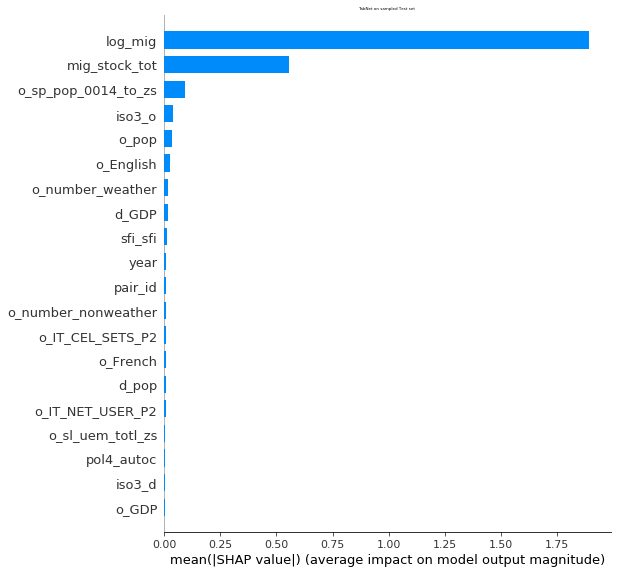 TabNet on sampled Test set
log_mig
mig_stock_tot
o_sp_pop_0014_to_zs
iso3_o
o_pop
o_English
o_number_weather
d_GDP
sfi_sfi
year
pair_id
o_number_nonweather
o_IT_CEL_SETS_P2
o_French
d_pop
o_IT_NET_USER_P2
o_sl_uem_totl_zs
pol4_autoc
iso3_d
o_GDP
0.00 0.25 0.50 0.75 1.00 1.25 1.50 1.75
mean(|SHAP value|) (average impact on model output magnitude)